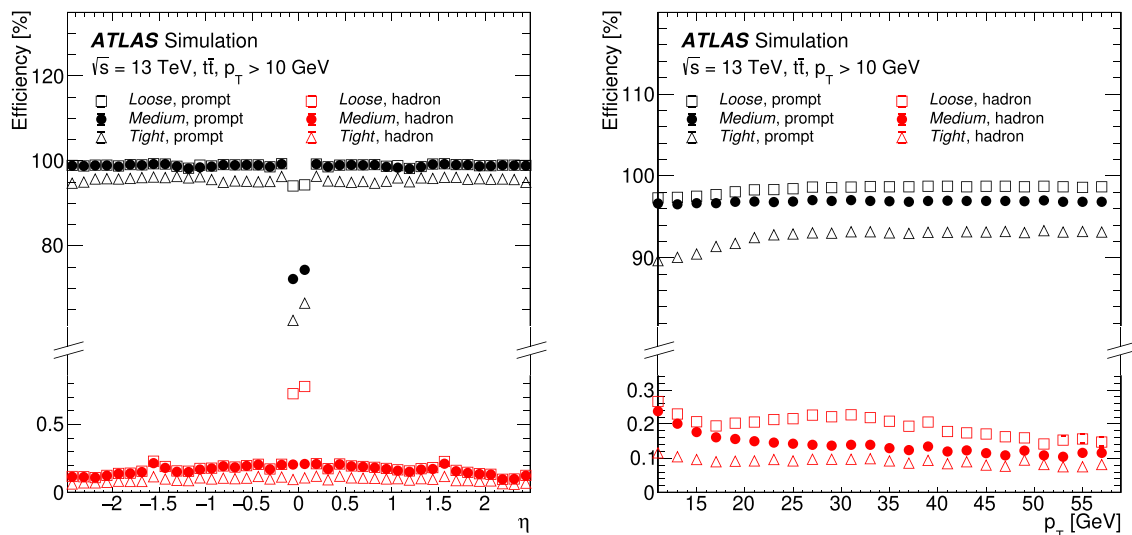 Efficiency [%]
ATLAS Simulation
√s = 13 TeV, tt̄, p_T > 10 GeV
Loose, prompt
Loose, hadron
Medium, prompt
Medium, hadron
Tight, prompt
Tight, hadron
120
100
80
0.5
0
−2 −1.5 −1 −0.5 0 0.5 1 1.5 2
η
Efficiency [%]
ATLAS Simulation
√s = 13 TeV, tt̄, p_T > 10 GeV
Loose, prompt
Loose, hadron
Medium, prompt
Medium, hadron
Tight, prompt
Tight, hadron
110
100
90
0.3
0.2
0.1
0
15 20 25 30 35 40 45 50 55
p_T [GeV]